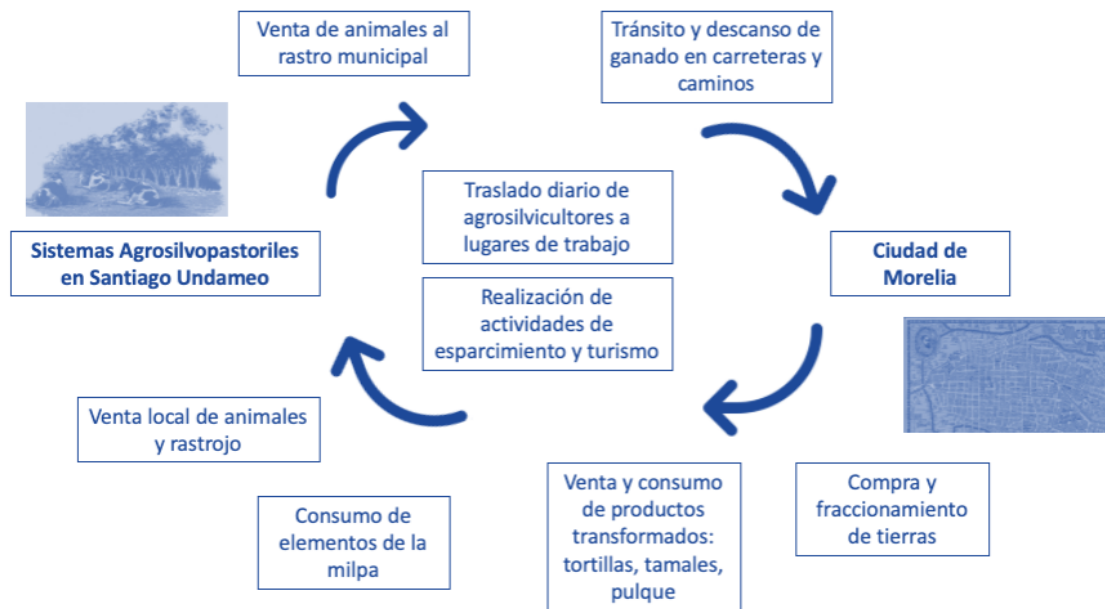 Venta de animales al
rastro municipal
Tránsito y descanso de
ganado en carreteras y
caminos
Traslado diario de
agrosilvicultores a
lugares de trabajo
Sistemas Agrosilvopastoriles
en Santiago Undameo
Ciudad de
Morelia
Realización de
actividades de
esparcimiento y turismo
Venta local de animales
y rastrojo
Consumo de
elementos de la
milpa
Venta y consumo
de productos
transformados:
tortillas, tamales,
pulque
Compra y
fraccionamiento
de tierras